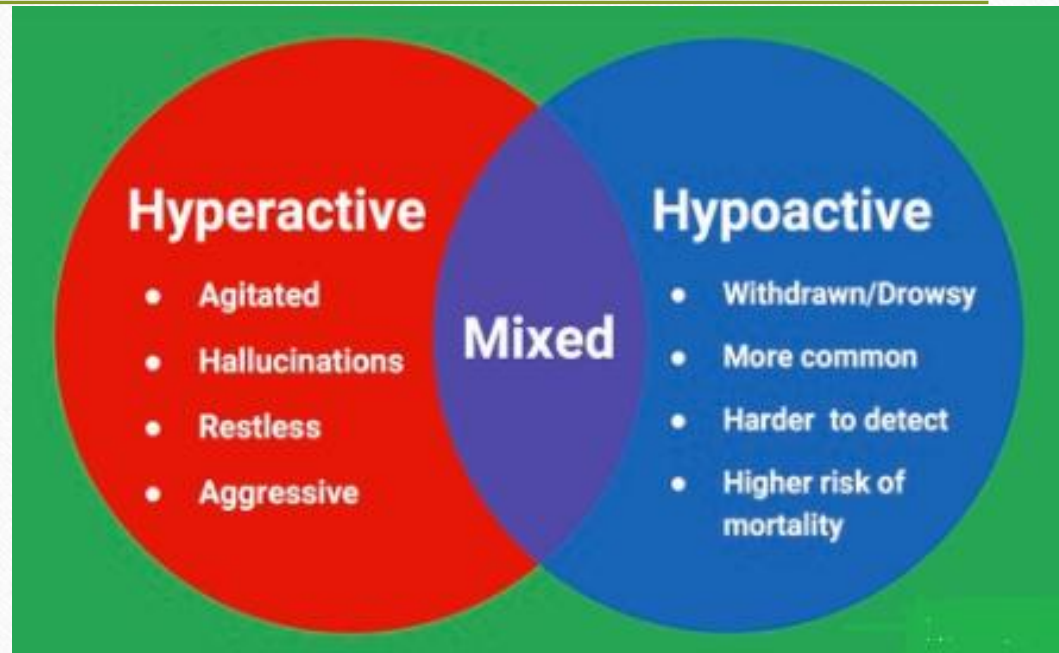 Hyperactive
• Agitated
• Hallucinations
• Restless
• Aggressive
Mixed
Hypoactive
• Withdrawn/Drowsy
• More common
• Harder to detect
• Higher risk of
mortality